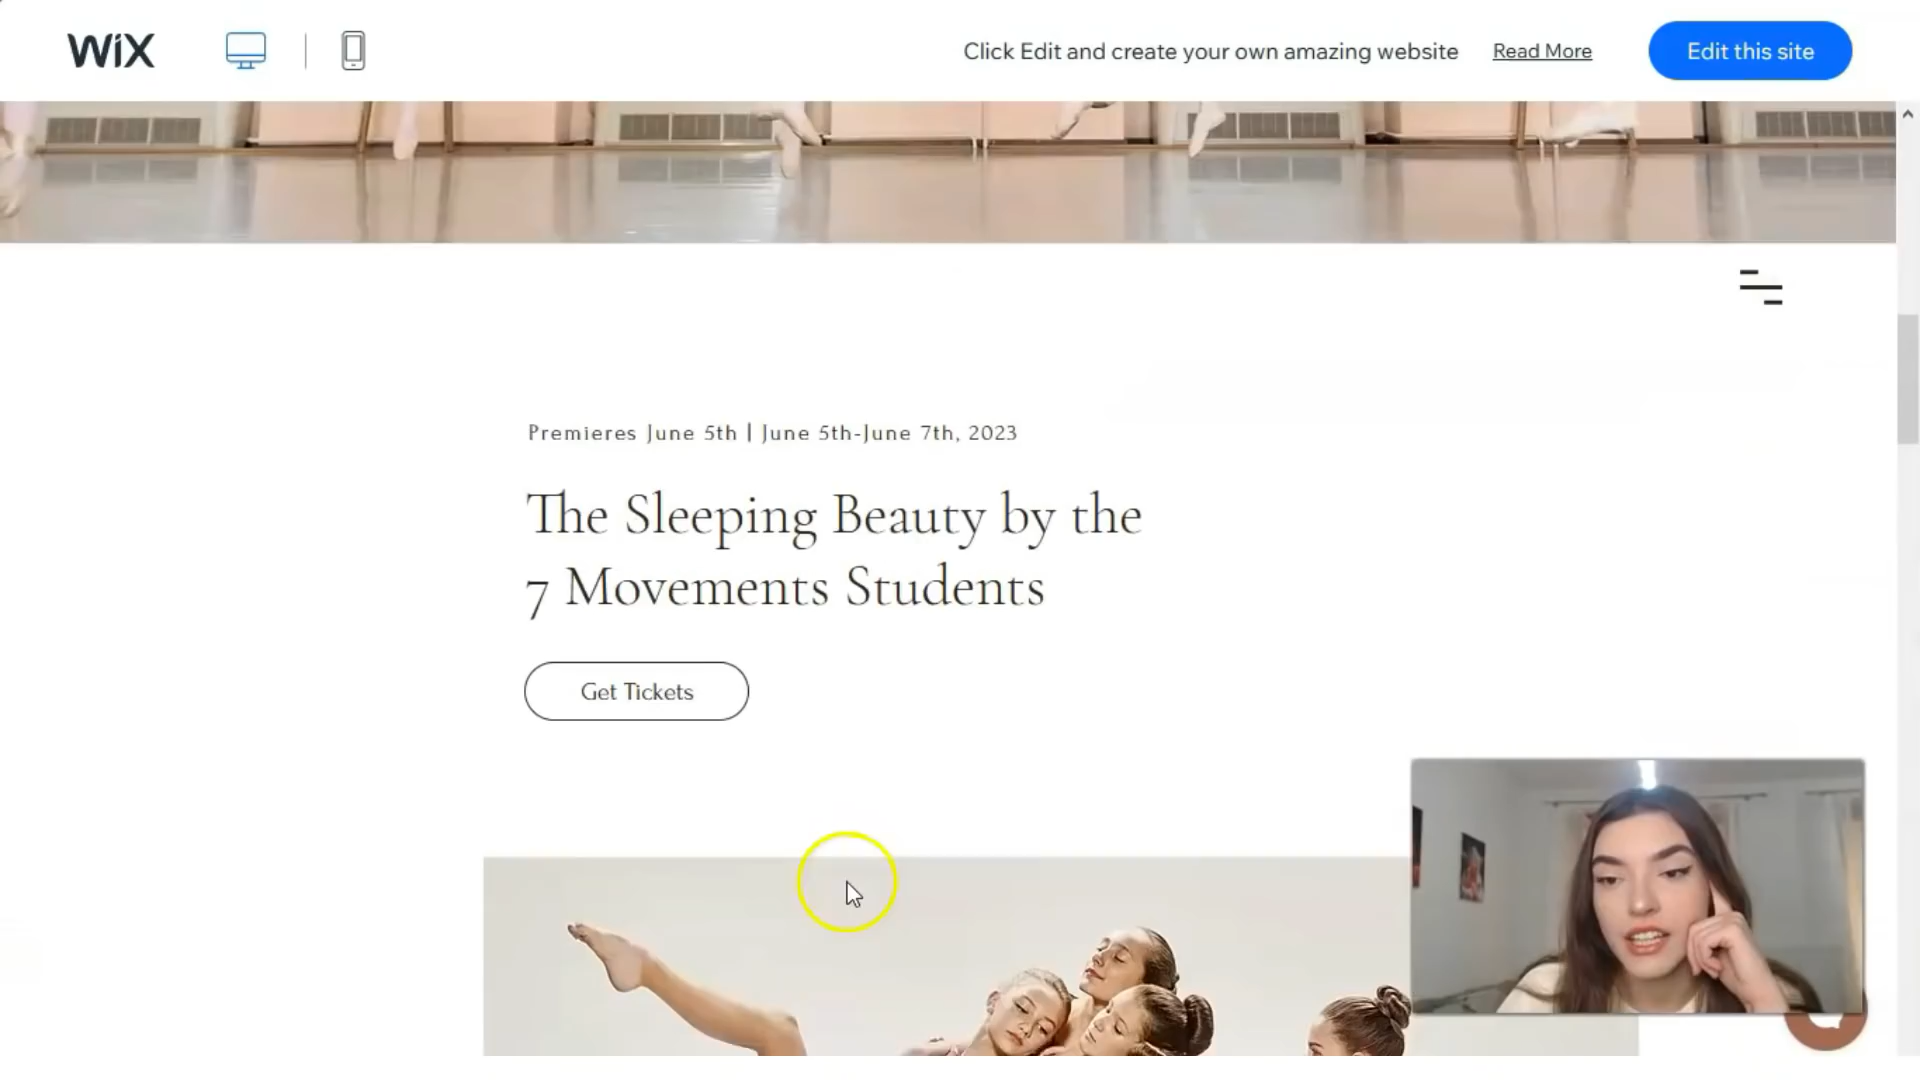 WiX
Click Edit and create your own amazing website
Read More
Edit this site
Premieres June 5th | June 5th-June 7th, 2023
The Sleeping Beauty by the
7 Movements Students
Get Tickets